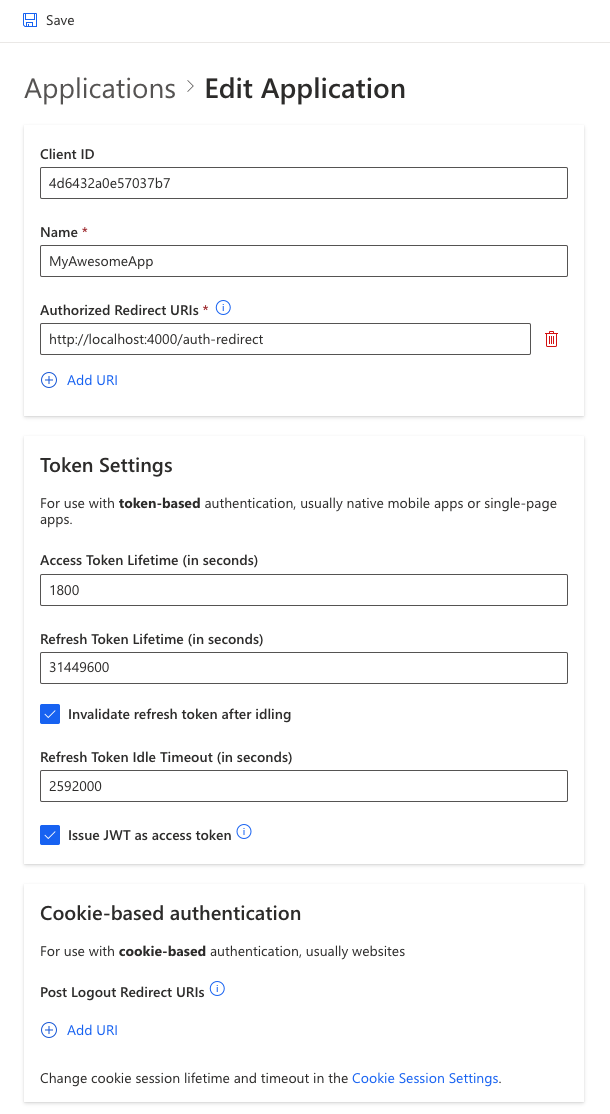 Save
Applications > Edit Application
Client ID
4d6432a0e57037b7
Name *
MyAwesomeApp
Authorized Redirect URIs *
http://localhost:4000/auth-redirect
Add URI
Token Settings
For use with token-based authentication, usually native mobile apps or single-page
apps.
Access Token Lifetime (in seconds)
1800
Refresh Token Lifetime (in seconds)
31449600
Invalidate refresh token after idling
Refresh Token Idle Timeout (in seconds)
2592000
Issue JWT as access token
Cookie-based authentication
For use with cookie-based authentication, usually websites
Post Logout Redirect URIs
Add URI
Change cookie session lifetime and timeout in the Cookie Session Settings.